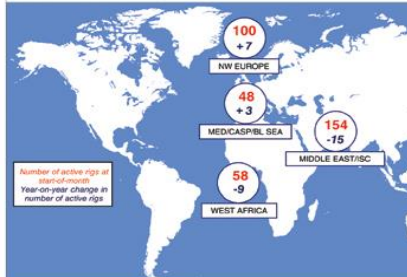 100
+ 7
NW EUROPE
48
+ 3
MED/CASP/BL SEA
154
-15
MIDDLE EAST/ISC
58
-9
WEST AFRICA
Number of active rigs at
start-of-month
Year-on-year change in
number of active rigs